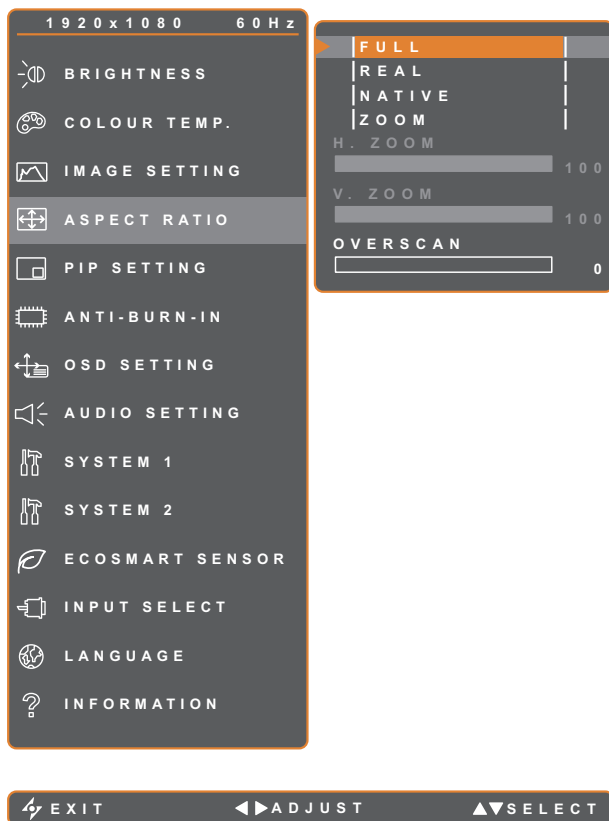 1920x1080 60Hz
BRIGHTNESS
COLOUR TEMP.
IMAGE SETTING
ASPECT RATIO
PIP SETTING
ANTI-BURN-IN
OSD SETTING
AUDIO SETTING
SYSTEM 1
SYSTEM 2
ECOSMART SENSOR
INPUT SELECT
LANGUAGE
INFORMATION
FULL
REAL
NATIVE
ZOOM
H. ZOOM
100
V. ZOOM
100
OVERSCAN
0
EXIT ◀▶ADJUST ▲▼SELECT